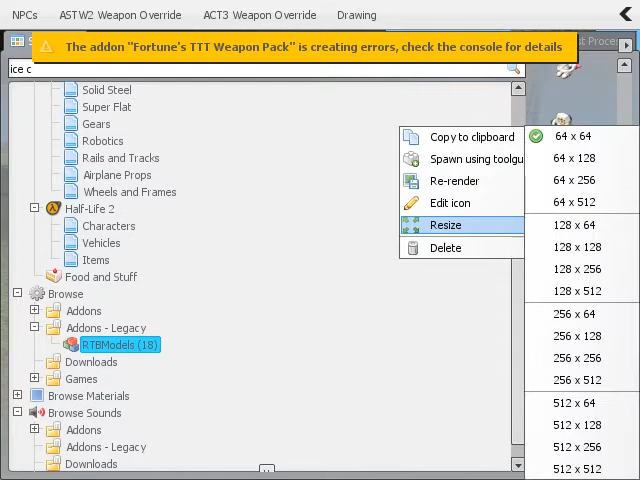 NPCs
ASTW2 Weapon Override
ACT3 Weapon Override
Drawing
The addon "Fortune's TTT Weapon Pack" is creating errors, check the console for details
ice c
Solid Steel
Super Flat
Gears
Robotics
Rails and Tracks
Airplane Props
Wheels and Frames
Half-Life 2
Characters
Vehicles
Items
Food and Stuff
Browse
Addons
Addons - Legacy
RTBModels (18)
Downloads
Games
Browse Materials
Browse Sounds
Addons
Addons - Legacy
Downloads
Copy to clipboard
Spawn using toolgu
Re-render
Edit icon
Resize
Delete
64 x 64
64 x 128
64 x 256
64 x 512
128 x 64
128 x 128
128 x 256
128 x 512
256 x 64
256 x 128
256 x 256
256 x 512
512 x 64
512 x 128
512 x 256
512 x 512